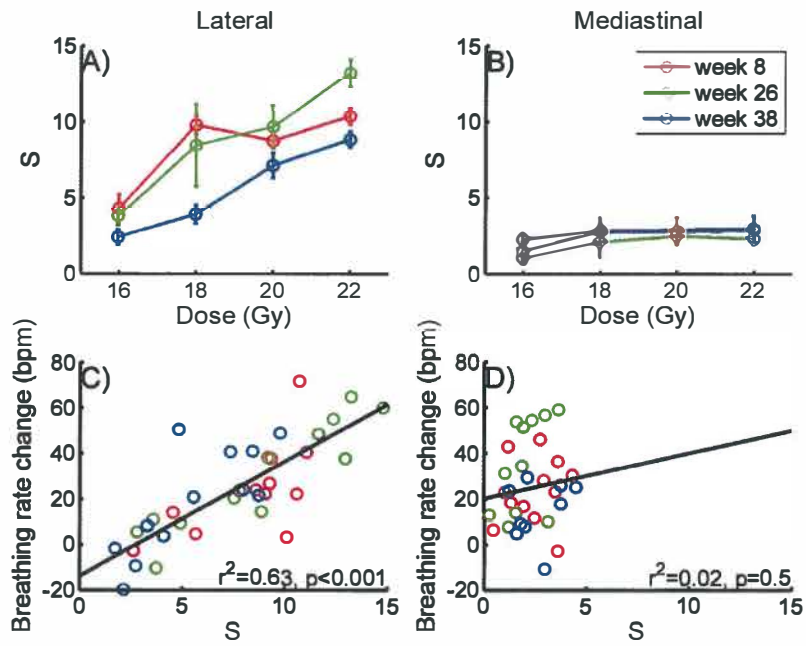 Lateral
Mediastinal
A)
B)
15
10
5
0
S
16 18 20 22
Dose (Gy)
15
10
5
0
S
week 8
week 26
week 38
16 18 20 22
Dose (Gy)
C)
D)
80
60
40
20
0
-20
Breathing rate change (bpm)
r²=0.63, p<0.001
0 5 10 15
S
80
60
40
20
0
-20
Breathing rate change (bpm)
r²=0.02, p=0.5
0 5 10 15
S